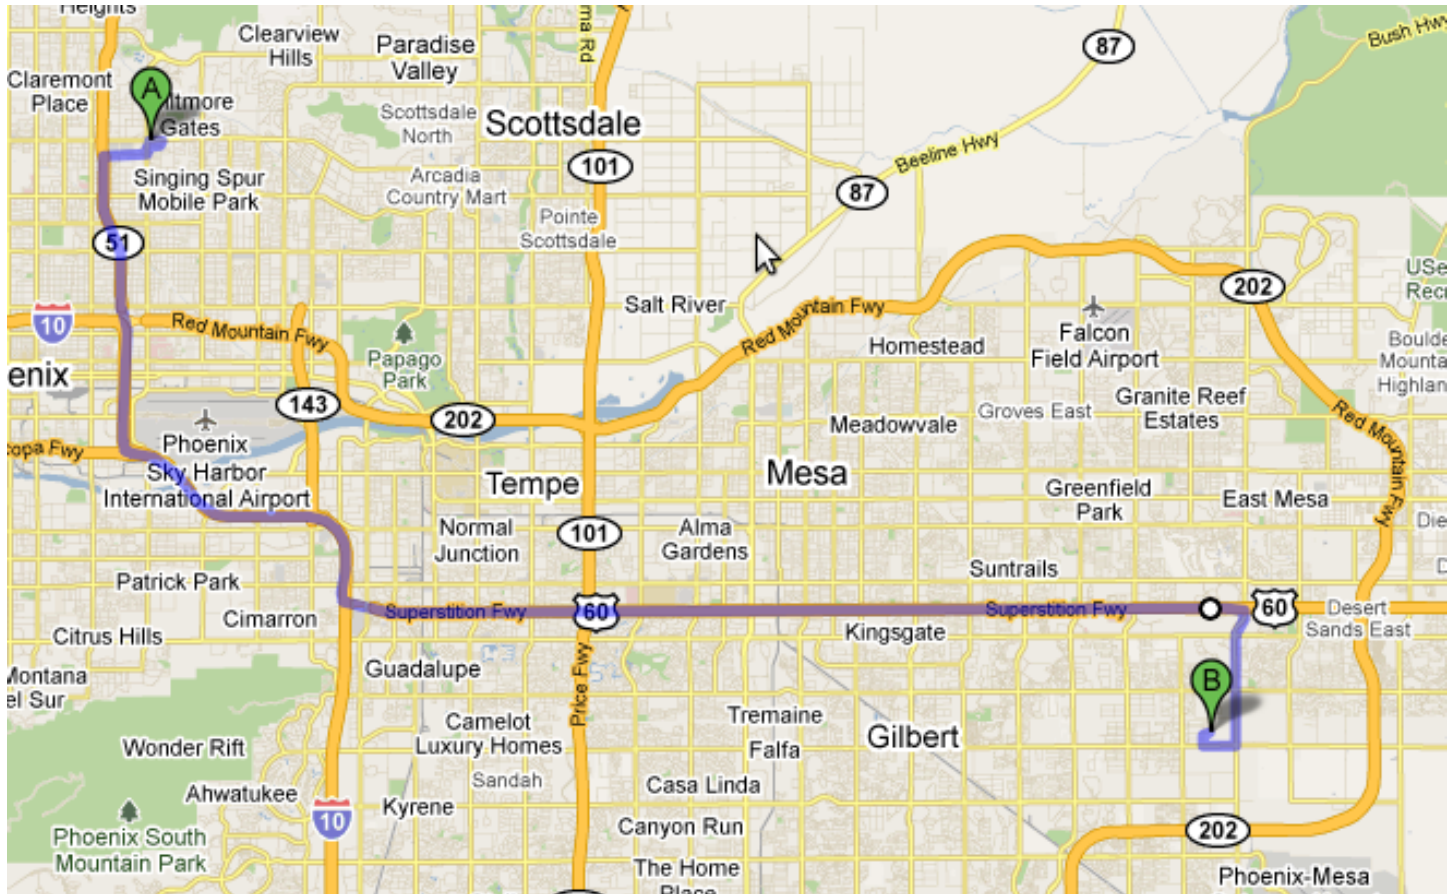 Heights
Clearview
Hills
Paradise
Valley
ma Rd
87
Bush Hwy
Claremont
Place
A
ltmore
Gates
Scottsdale
North
Scottsdale
101
Beeline Hwy
87
Singing Spur
Mobile Park
Arcadia
Country Mart
Pointe
Scottsdale
51
USe
Recr
202
10
Red Mountain Fwy
Salt River
Red Mountain Fwy
Falcon
Field Airport
Homestead
Boulde
Mounta
Highlan
enix
Papago
Park
143
202
Meadowvale
Groves East
Granite Reef
Estates
Red Mountain Fwy
copa Fwy
Phoenix
Sky Harbor
International Airport
Tempe
Mesa
Greenfield
Park
East Mesa
Die
Normal
Junction
101
Alma
Gardens
Suntrails
D
Patrick Park
Cimarron
Superstition Fwy
60
Superstition Fwy
60
Desert
Sands East
Citrus Hills
Kingsgate
Montana
el Sur
Guadalupe
Price Fwy
B
Camelot
Luxury Homes
Tremaine
Falfa
Gilbert
Wonder Rift
Sandah
Casa Linda
Ahwatukee
10
Kyrene
Canyon Run
202
Phoenix South
Mountain Park
The Home
Place
Phoenix-Mesa